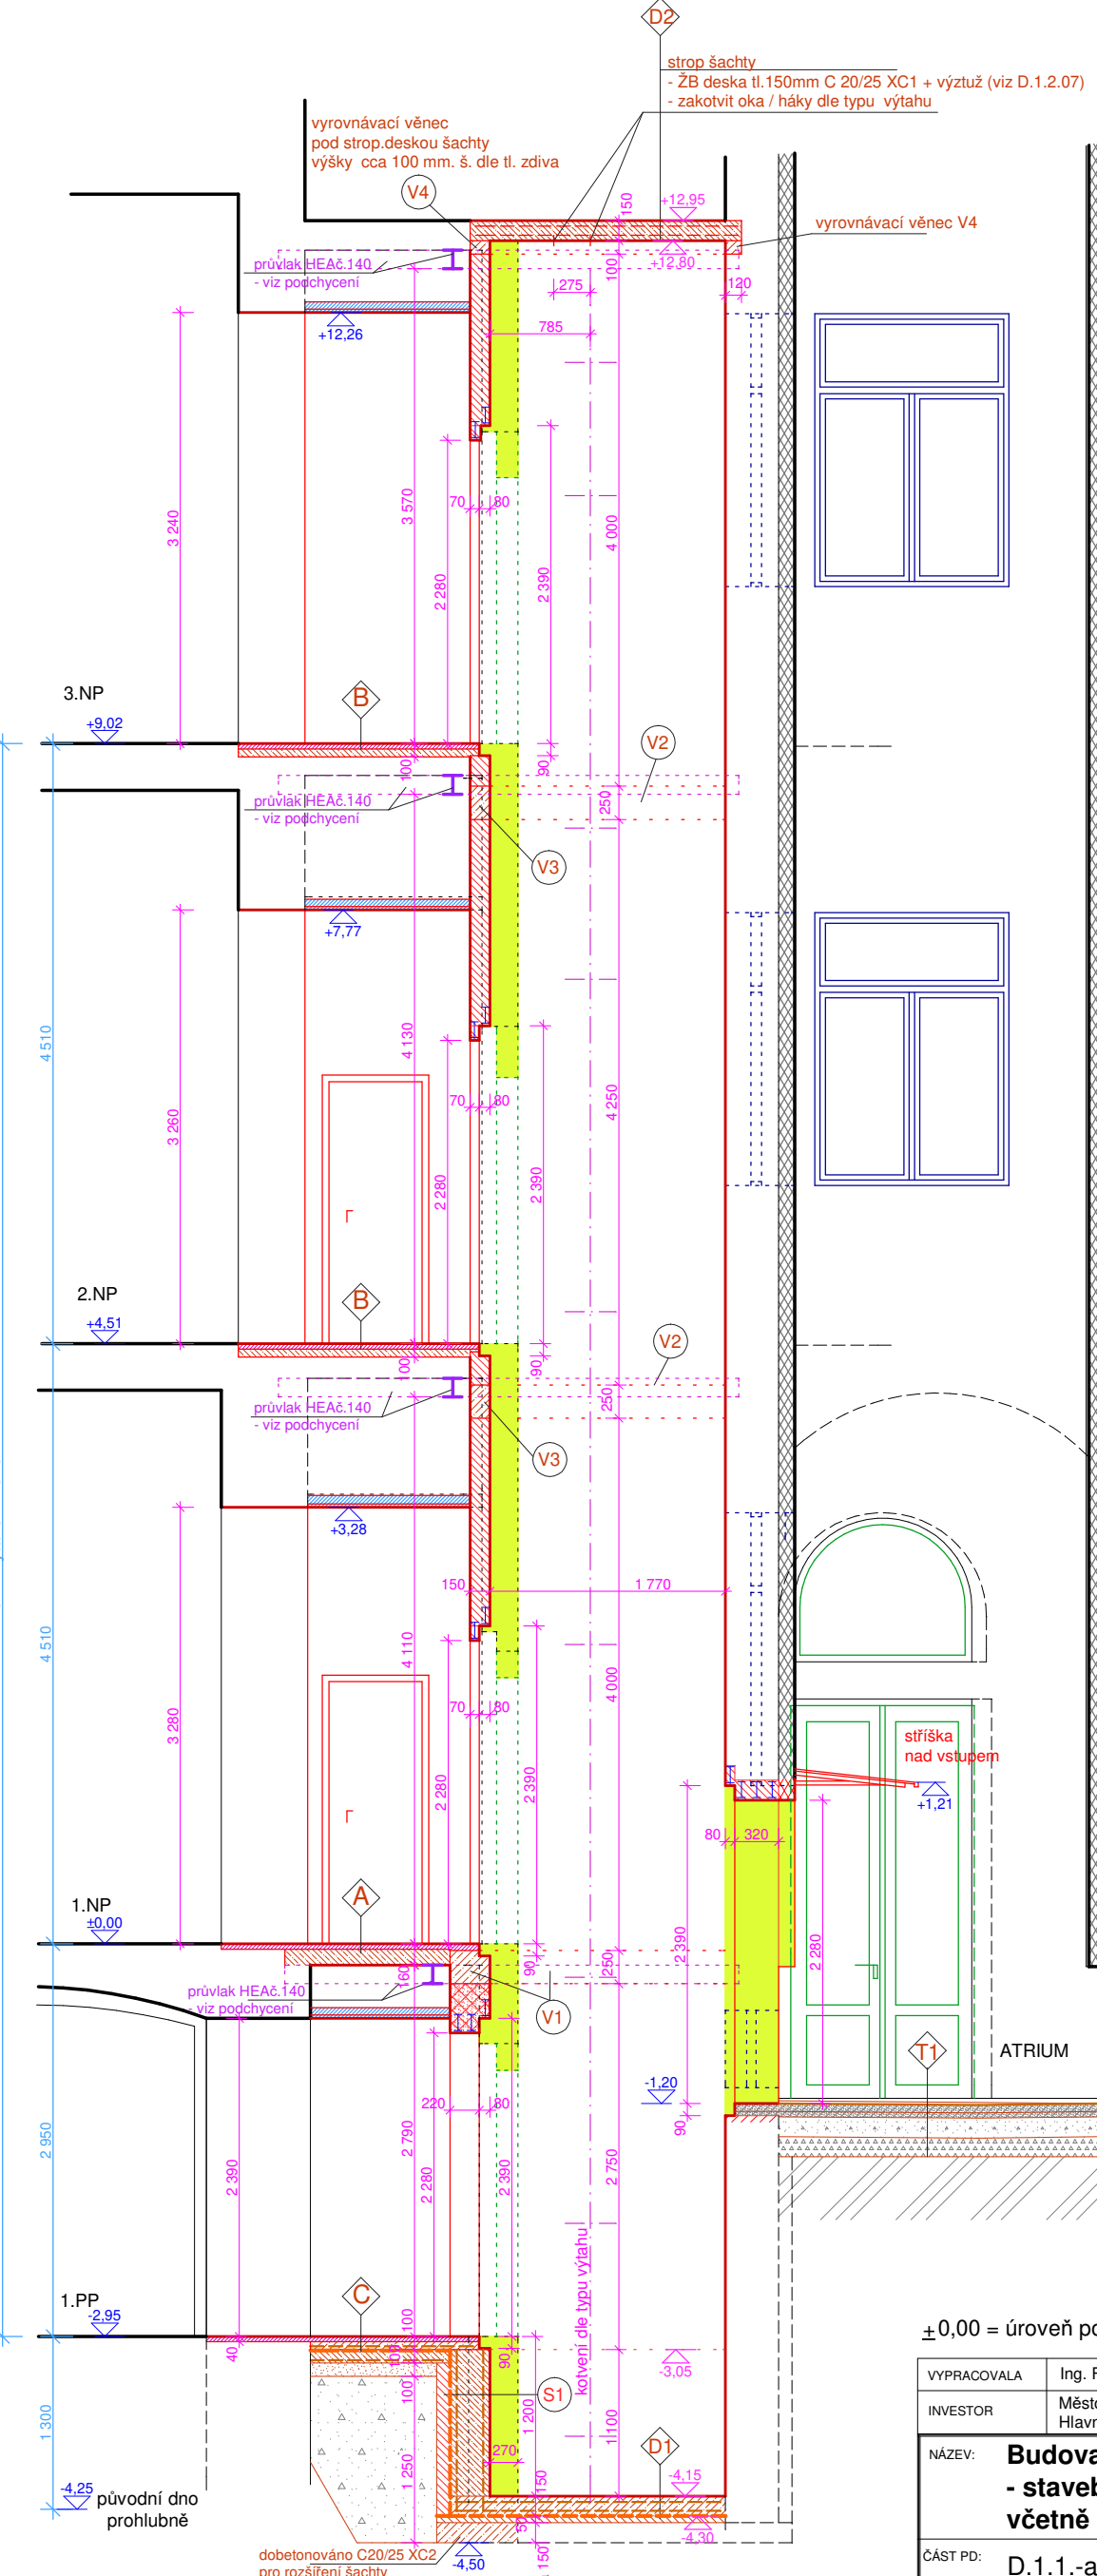 D2
strop šachty
- ŽB deska tl.150mm C 20/25 XC1 + výztuž (viz D.1.2.07)
- zakotvit oka / háky dle typu výtahu
vyrovnávací věnec
pod strop.deskou šachty
výšky cca 100 mm. š. dle tl. zdiva
V4
150
+12,95
vyrovnávací věnec V4
průvlak HEAč.140
- viz podchycení
100
+12,80
275
120
785
+12,26
3 240
3 570
70
80
4 000
2 280
2 390
3.NP
+9,02
B
V2
100
90
průvlak HEAč.140
- viz podchycení
250
V3
+7,77
4 510
4 130
3 260
70
80
4 250
2 280
2 390
2.NP
+4,51
B
V2
100
90
průvlak HEAč.140
- viz podchycení
250
V3
+3,28
150
1 770
4 510
4 110
4 000
3 280
70
80
stříška
nad vstupem
+1,21
2 280
2 390
80
320
A
1.NP
±0,00
2 390
2 280
90
250
160
průvlak HEAč.140
- viz podchycení
V1
T1
ATRIUM
-1,20
220
80
90
2 950
2 390
2 790
2 280
2 390
2 750
kotvení dle typu výtahu
1.PP
-2,95
C
100
40
100
90
-3,05
100
S1
1 300
1 200
1 100
1 250
270
D1
-4,15
-4,25
původní dno
prohlubně
150
50
-4,30
150
dobetonováno C20/25 XC2
pro rozšíření šachty
-4,50
±0,00 = úroveň po
VYPRACOVALA
Ing. F
INVESTOR
Město
Hlavn
NÁZEV:
Budova
- staveb
včetně
ČÁST PD:
D.1.1.-a